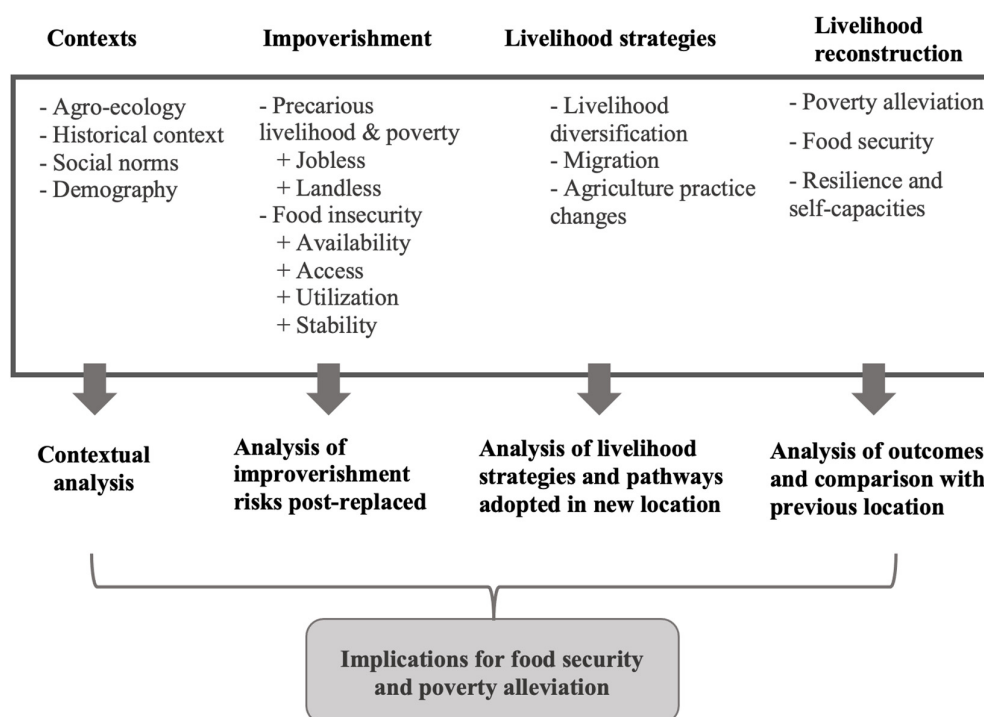 Contexts
Impoverishment
Livelihood strategies
Livelihood
reconstruction
- Agro-ecology
- Historical context
- Social norms
- Demography
- Precarious
livelihood & poverty
+ Jobless
+ Landless
- Food insecurity
+ Availability
+ Access
+ Utilization
+ Stability
- Livelihood
diversification
- Migration
- Agriculture practice
changes
- Poverty alleviation
- Food security
- Resilience and
self-capacities
Contextual
analysis
Analysis of
improverishment
risks post-replaced
Analysis of livelihood
strategies and pathways
adopted in new location
Analysis of outcomes
and comparison with
previous location
Implications for food security
and poverty alleviation